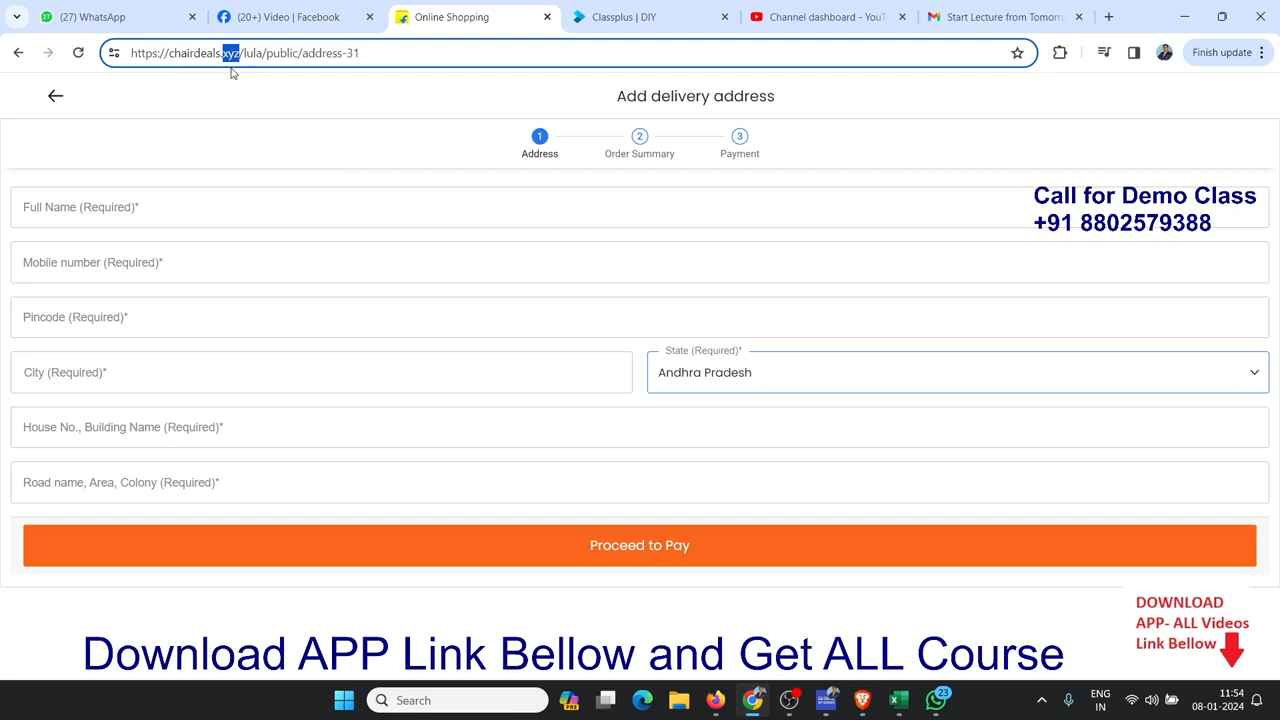 (27) WhatsApp
(20+) Video | Facebook
Online Shopping
Classplus | DIY
Channel dashboard - YouT
Start Lecture from Tomorr
https://chairdeals.xyz/lula/public/address-31
Finish update
Add delivery address
1
2
3
Address
Order Summary
Payment
Full Name (Required)*
Call for Demo Class
+91 8802579388
Mobile number (Required)*
Pincode (Required)*
City (Required)*
State (Required)*
Andhra Pradesh
House No., Building Name (Required)*
Road name, Area, Colony (Required)*
Proceed to Pay
DOWNLOAD
APP- ALL Videos
Link Bellow
Download APP Link Bellow and Get ALL Course
Search
23
ENG
IN
11:54
08-01-2024